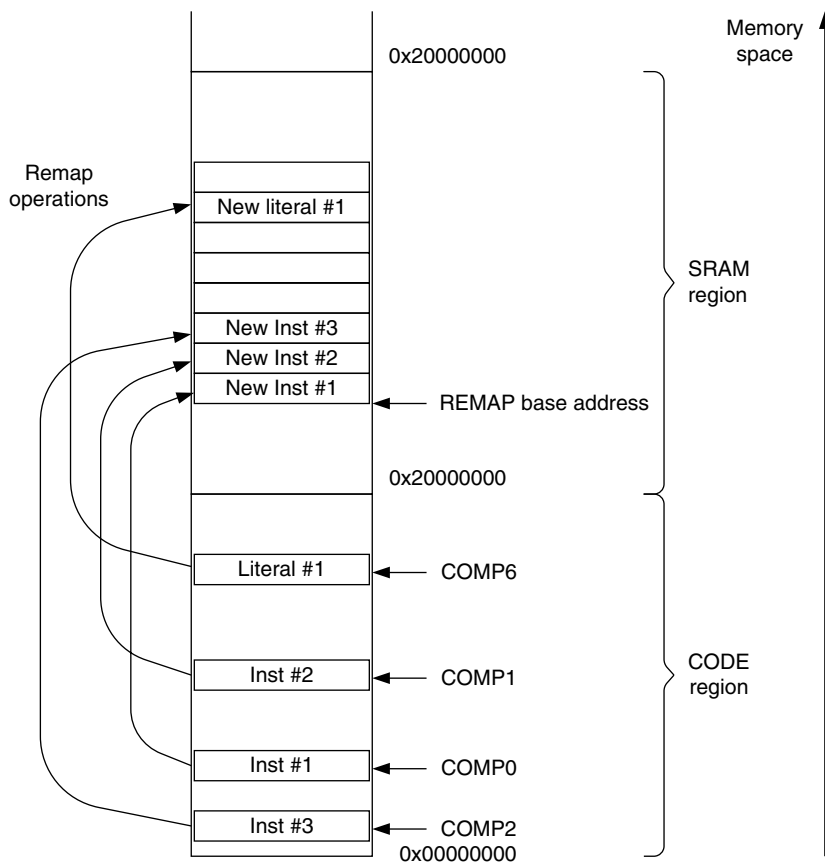 Memory
space
0x20000000
Remap
operations
New literal #1
SRAM
region
New Inst #3
New Inst #2
New Inst #1
REMAP base address
0x20000000
Literal #1
COMP6
Inst #2
COMP1
CODE
region
Inst #1
COMP0
Inst #3
COMP2
0x00000000